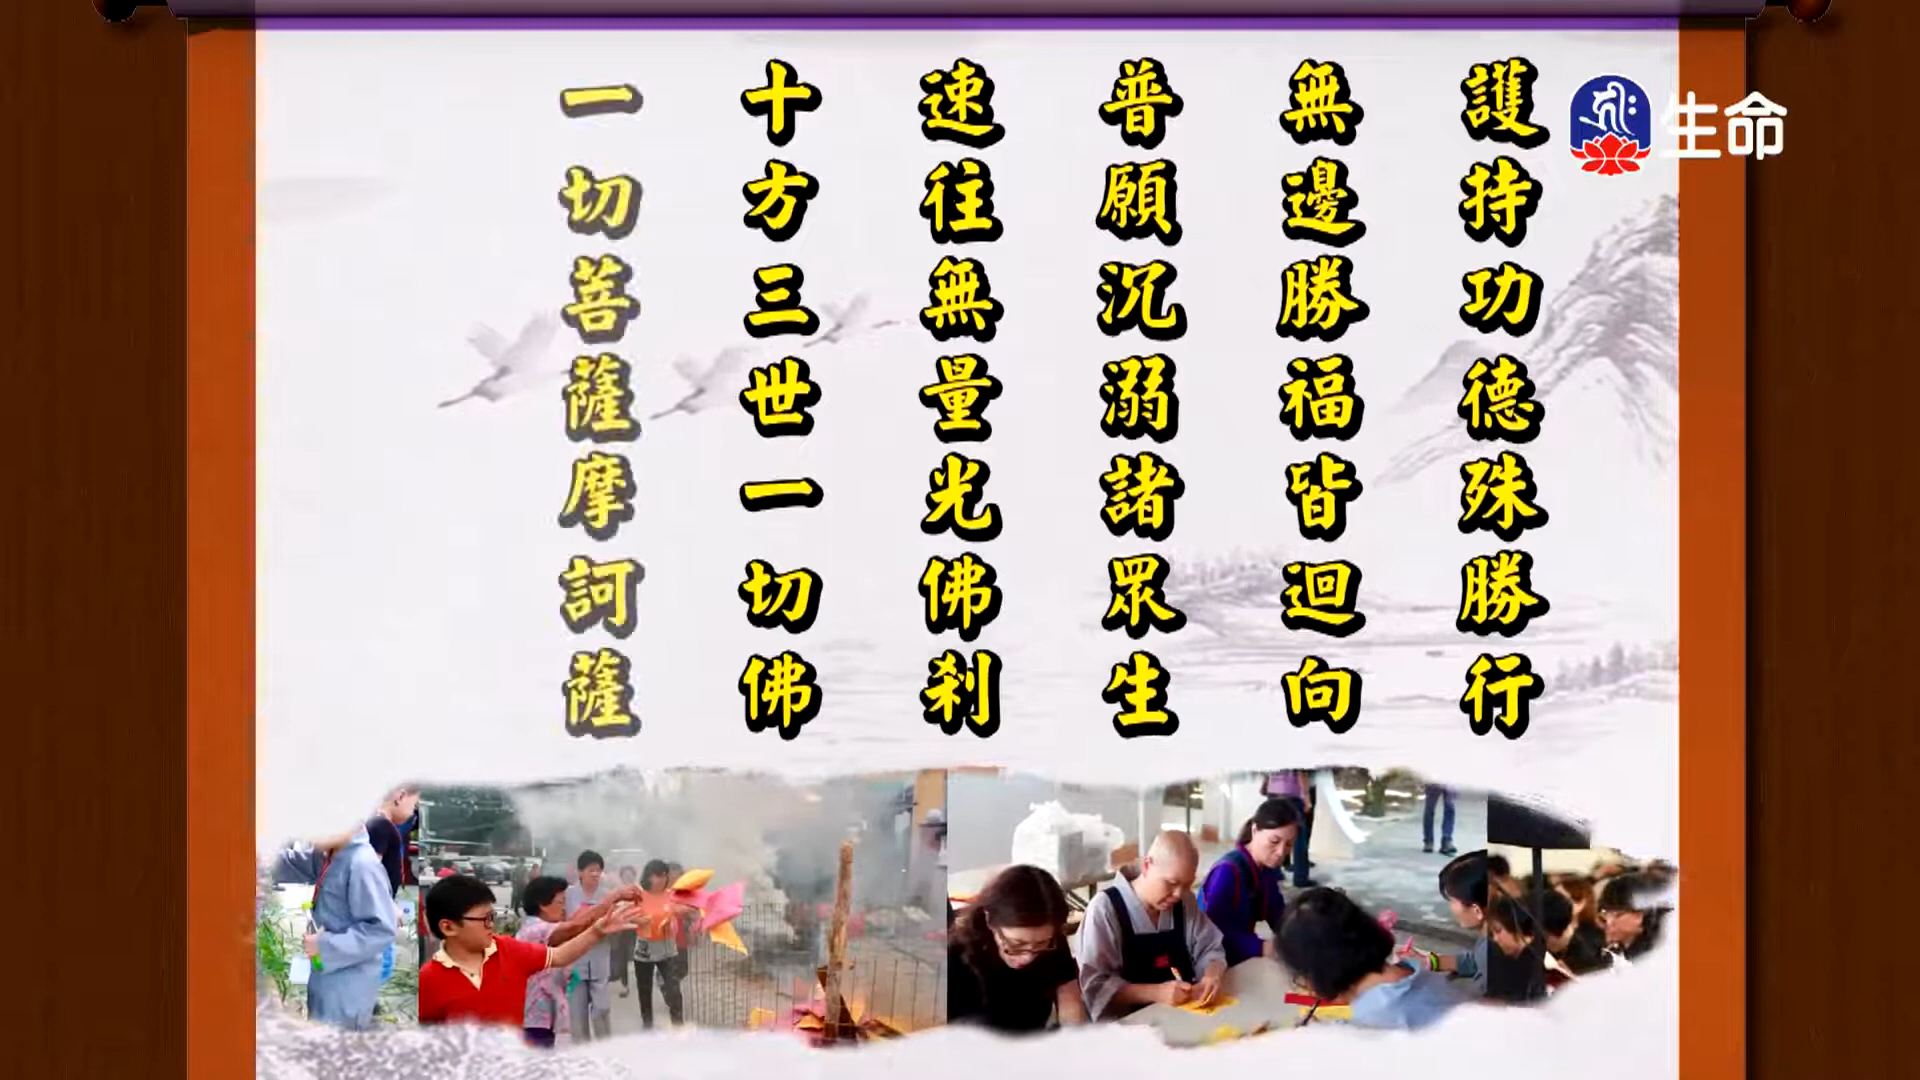 護持功德殊勝行
無邊勝福皆迴向
普願沉溺諸眾生
速往無量光佛剎
十方三世一切佛
一切菩薩摩訶薩
生命